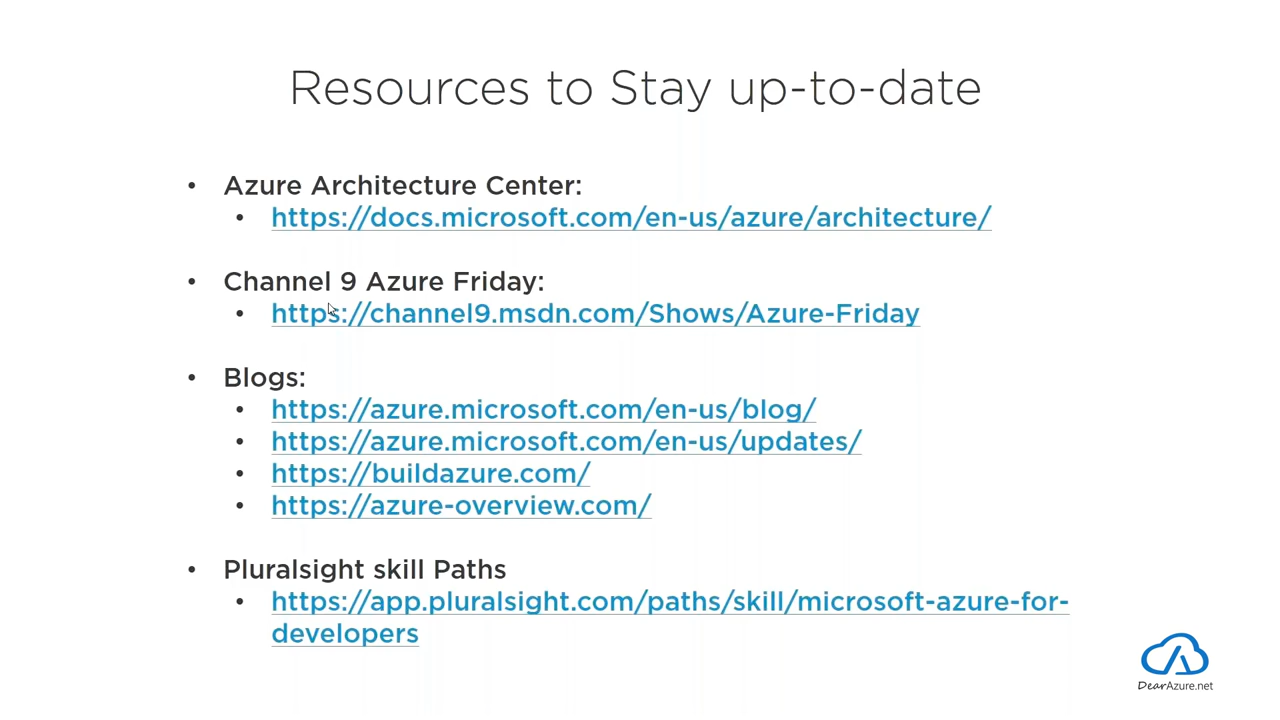 Resources to Stay up-to-date
• Azure Architecture Center:
• https://docs.microsoft.com/en-us/azure/architecture/
• Channel 9 Azure Friday:
• https://channel9.msdn.com/Shows/Azure-Friday
• Blogs:
• https://azure.microsoft.com/en-us/blog/
• https://azure.microsoft.com/en-us/updates/
• https://buildazure.com/
• https://azure-overview.com/
• Pluralsight skill Paths
• https://app.pluralsight.com/paths/skill/microsoft-azure-for-
developers
DearAzure.net